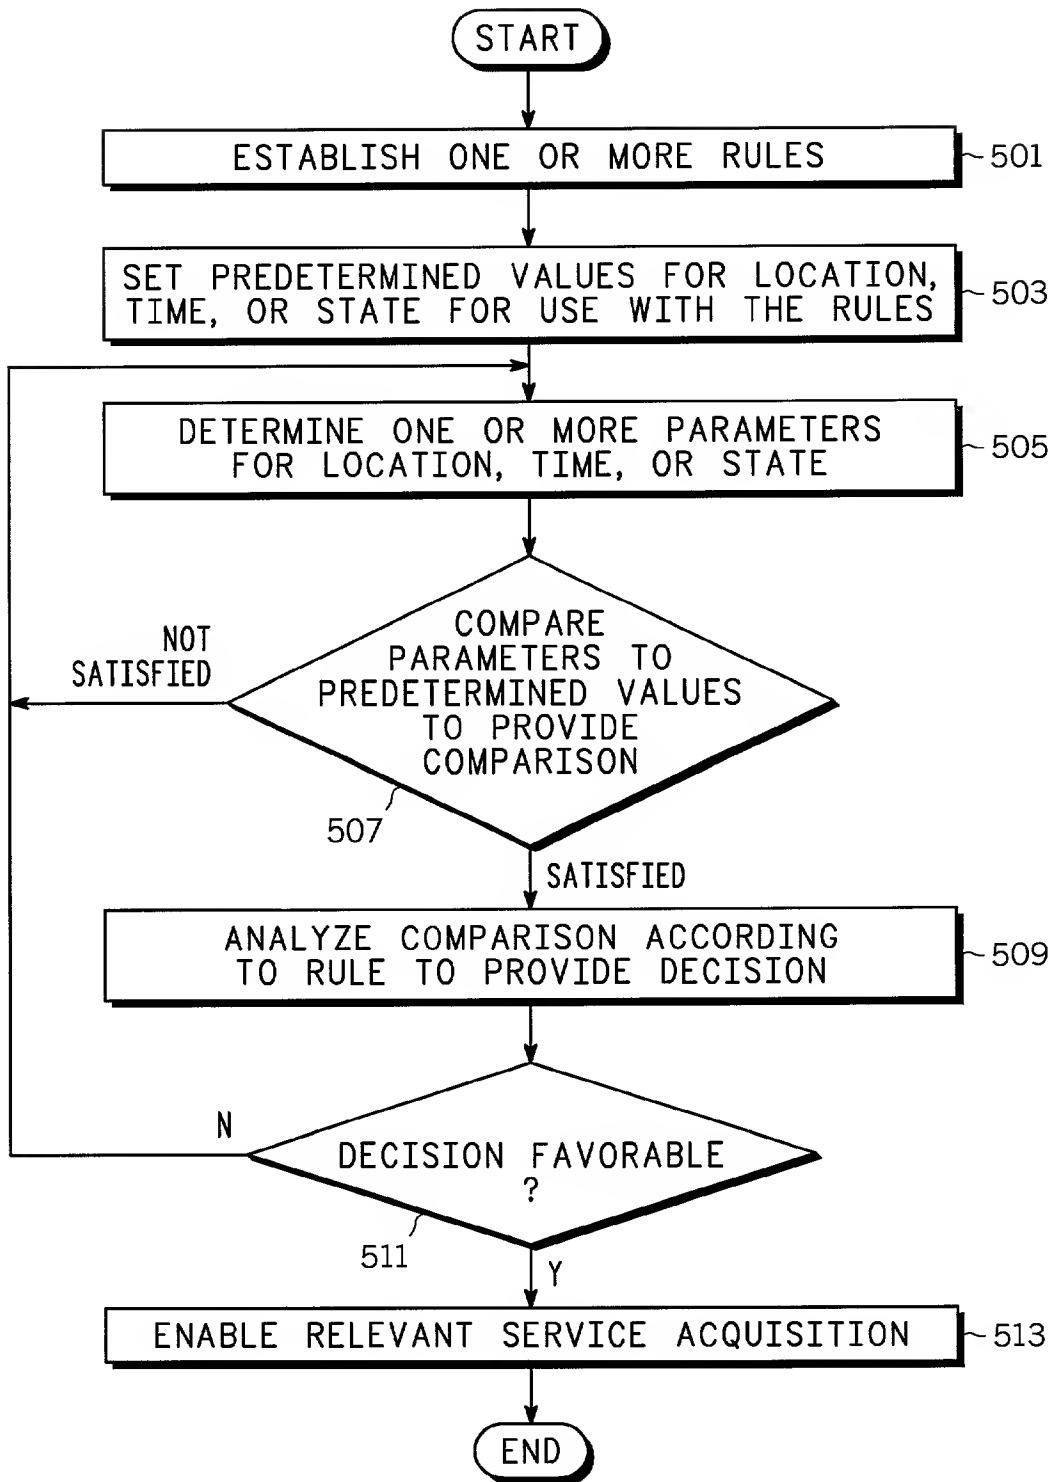 START
ESTABLISH ONE OR MORE RULES
501
SET PREDETERMINED VALUES FOR LOCATION,
TIME, OR STATE FOR USE WITH THE RULES
503
DETERMINE ONE OR MORE PARAMETERS
FOR LOCATION, TIME, OR STATE
505
NOT
SATISFIED
COMPARE
PARAMETERS TO
PREDETERMINED VALUES
TO PROVIDE
COMPARISON
507
SATISFIED
ANALYZE COMPARISON ACCORDING
TO RULE TO PROVIDE DECISION
509
N
DECISION FAVORABLE
?
511
Y
ENABLE RELEVANT SERVICE ACQUISITION
513
END